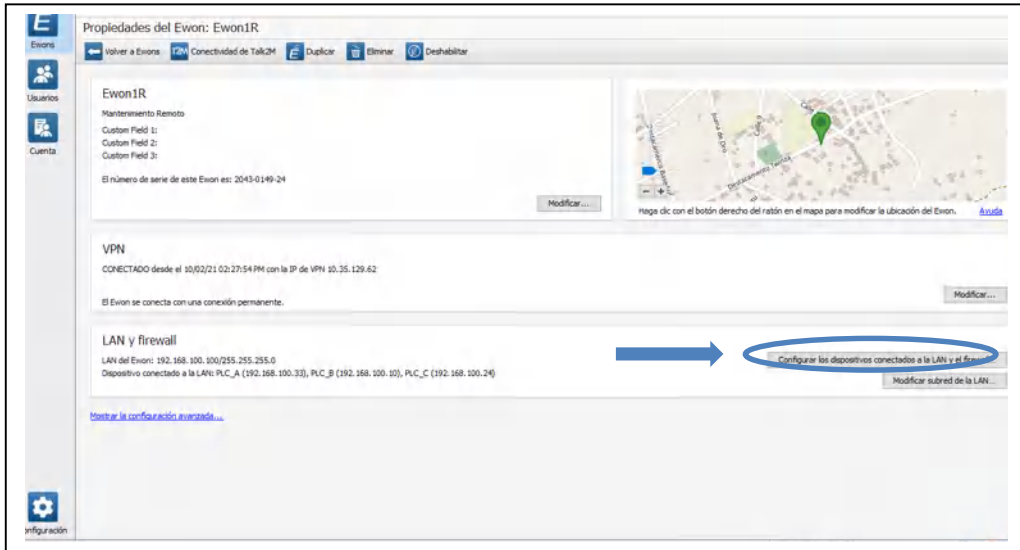 Propiedades del Ewon: Ewon1R
Ewons
Volver a Ewons T2M Conectividad de Talk2M Duplicar Eliminar Deshabilitar
Usuarios
Cuenta
Ewon1R
Mantenimiento Remoto
Custom Field 1:
Custom Field 2:
Custom Field 3:
El número de serie de este Ewon es: 2043-0149-24
Modificar...
Juana de Oro
Calle 8
Haga clic con el botón derecho del ratón en el mapa para modificar la ubicación del Ewon. Ayuda
VPN
CONECTADO desde el 10/02/21 02:27:54 PM con la IP de VPN 10.35.129.62
El Ewon se conecta con una conexión permanente.
Modificar...
LAN y firewall
LAN del Ewon: 192.168.100.100/255.255.255.0
Dispositivo conectado a la LAN: PLC_A (192.168.100.33), PLC_B (192.168.100.10), PLC_C (192.168.100.24)
Configurar los dispositivos conectados a la LAN y el firewall...
Modificar subred de la LAN...
Mostrar la configuración avanzada...
onfiguración